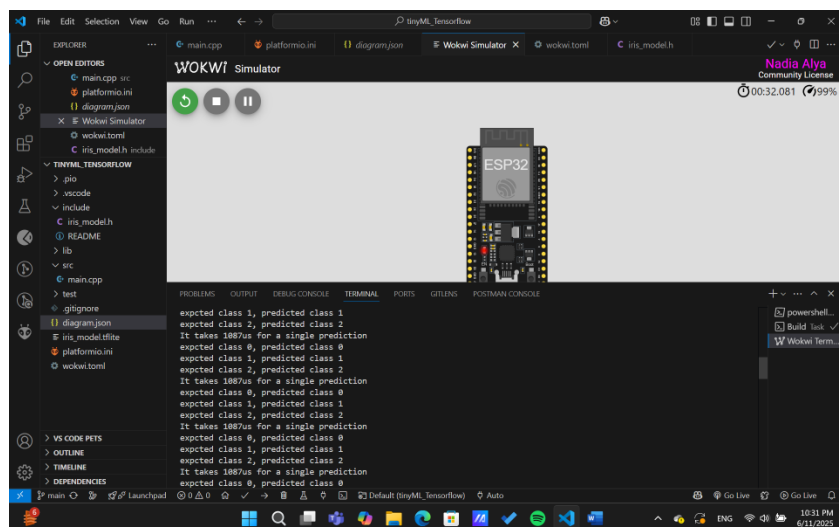 File Edit Selection View Go Run ... tinyML_Tensorflow
EXPLORER ...
main.cpp platformio.ini diagram.json Wokwi Simulator wokwi.toml iris_model.h
OPEN EDITORS
main.cpp src
platformio.ini
diagram.json
Wokwi Simulator
wokwi.toml
iris_model.h include
TINYML_TENSORFLOW
.pio
.vscode
include
iris_model.h
README
lib
src
main.cpp
test
.gitignore
diagram.json
iris_model.tflite
platformio.ini
wokwi.toml
VS CODE PETS
OUTLINE
TIMELINE
DEPENDENCIES
WOKWI Simulator
Nadia Alya
Community License
00:32.081 99%
ESP32
PROBLEMS OUTPUT DEBUG CONSOLE TERMINAL PORTS GITLENS POSTMAN CONSOLE
expcted class 1, predicted class 1
expcted class 2, predicted class 2
It takes 1087us for a single prediction
expcted class 0, predicted class 0
expcted class 1, predicted class 1
expcted class 2, predicted class 2
It takes 1087us for a single prediction
expcted class 0, predicted class 0
expcted class 1, predicted class 1
expcted class 2, predicted class 2
It takes 1087us for a single prediction
expcted class 0, predicted class 0
expcted class 1, predicted class 1
expcted class 2, predicted class 2
It takes 1087us for a single prediction
expcted class 0, predicted class 0
powershell...
Build Task
Wokwi Term...
main Launchpad 0 0 Default (tinyML_Tensorflow) Auto Go Live Go Live
6 ENG 10:31 PM